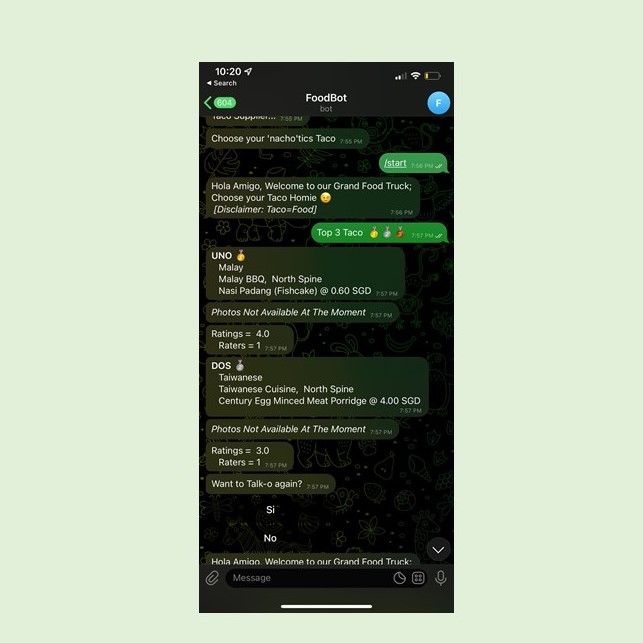 10:20
Search
604
FoodBot
bot
F
Taco Supplier... 7:55 PM
Choose your 'nacho'tics Taco 7:55 PM
/start 7:56 PM
Hola Amigo, Welcome to our Grand Food Truck;
Choose your Taco Homie
[Disclaimer: Taco=Food] 7:56 PM
Top 3 Taco 7:57 PM
UNO
Malay
Malay BBQ, North Spine
Nasi Padang (Fishcake) @ 0.60 SGD 7:57 PM
Photos Not Available At The Moment 7:57 PM
Ratings = 4.0
Raters = 1 7:57 PM
DOS
Taiwanese
Taiwanese Cuisine, North Spine
Century Egg Minced Meat Porridge @ 4.00 SGD
7:57 PM
Photos Not Available At The Moment 7:57 PM
Ratings = 3.0
Raters = 1 7:57 PM
Want to Talk-o again? 7:57 PM
Si
No
Hola Amigo, Welcome to our Grand Food Truck;
Message